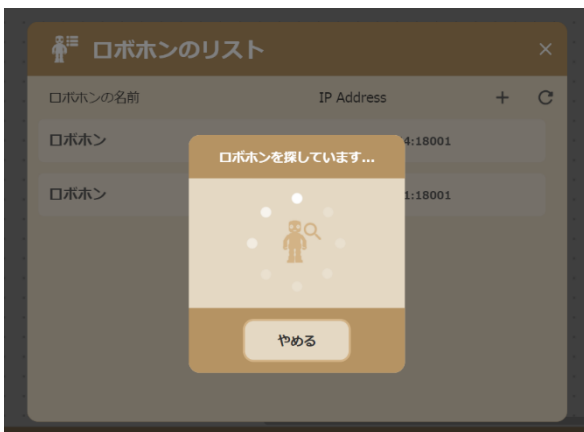 ロボホンのリスト
ロボホンの名前 IP Address
ロボホン 4:18001
ロボホンを探しています...
ロボホン 1:18001
やめる